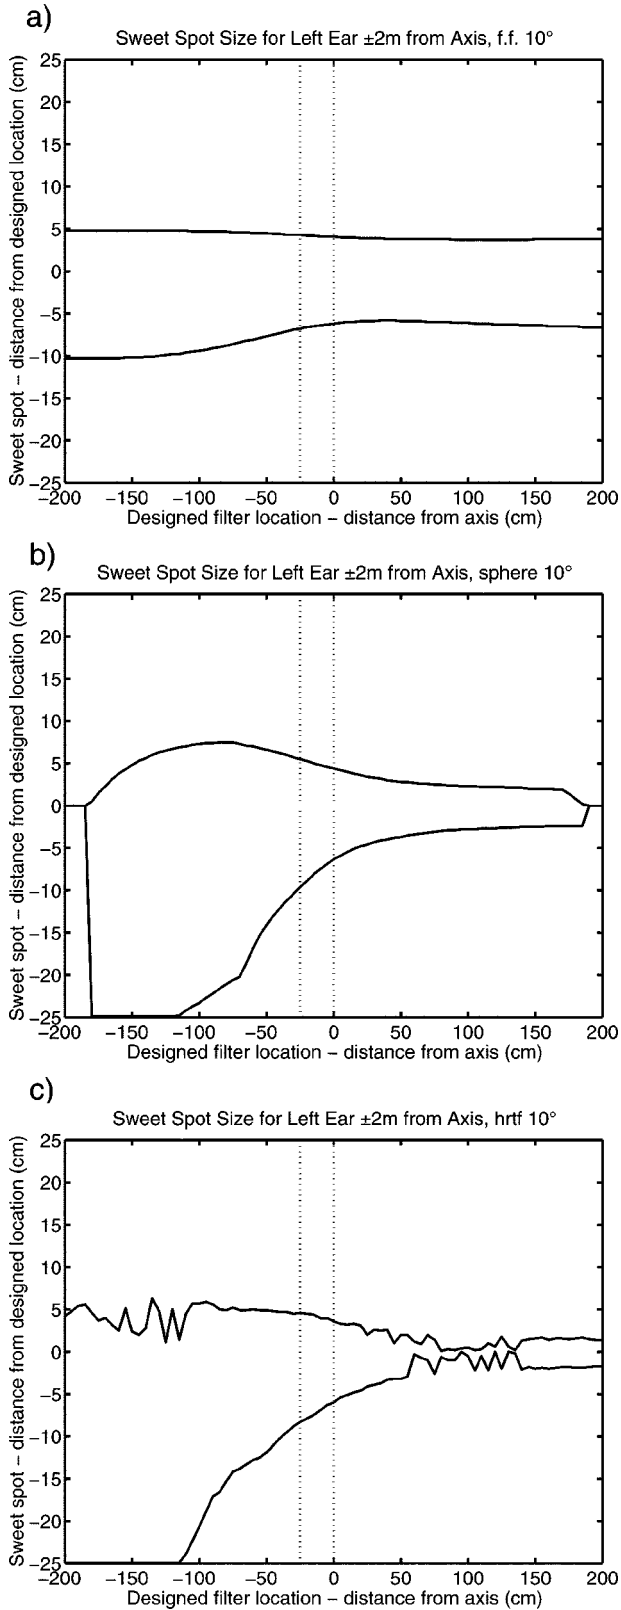 a)
Sweet Spot Size for Left Ear ±2m from Axis, f.f. 10°
Sweet spot – distance from designed location (cm)
25
20
15
10
5
0
−5
−10
−15
−20
−25
−200 −150 −100 −50 0 50 100 150 200
Designed filter location – distance from axis (cm)
b)
Sweet Spot Size for Left Ear ±2m from Axis, sphere 10°
Sweet spot – distance from designed location (cm)
25
20
15
10
5
0
−5
−10
−15
−20
−25
−200 −150 −100 −50 0 50 100 150 200
Designed filter location – distance from axis (cm)
c)
Sweet Spot Size for Left Ear ±2m from Axis, hrtf 10°
Sweet spot – distance from designed location (cm)
25
20
15
10
5
0
−5
−10
−15
−20
−25
−200 −150 −100 −50 0 50 100 150 200
Designed filter location – distance from axis (cm)